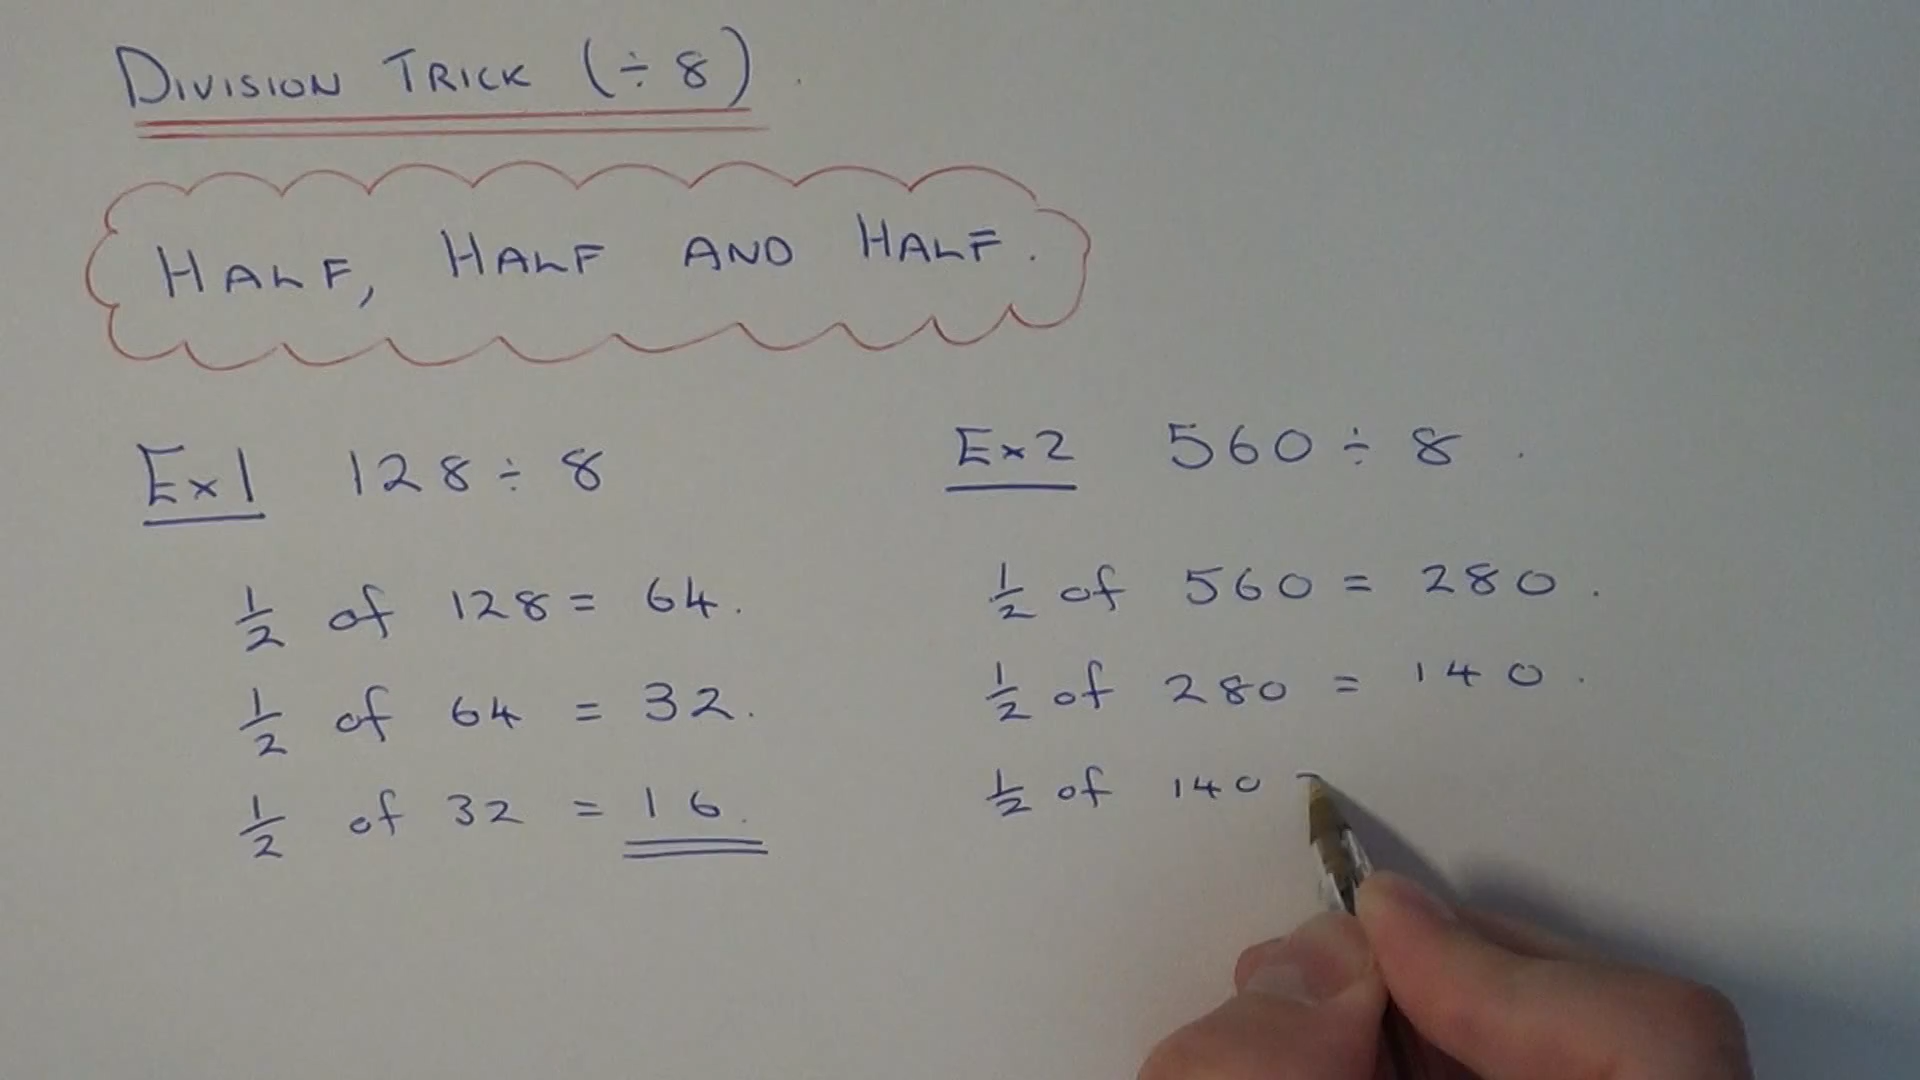 DIVISION TRICK (÷ 8)
HALF, HALF AND HALF.
Ex1 128 ÷ 8
1/2 of 128 = 64.
1/2 of 64 = 32.
1/2 of 32 = 16.
Ex2 560 ÷ 8
1/2 of 560 = 280.
1/2 of 280 = 140.
1/2 of 140